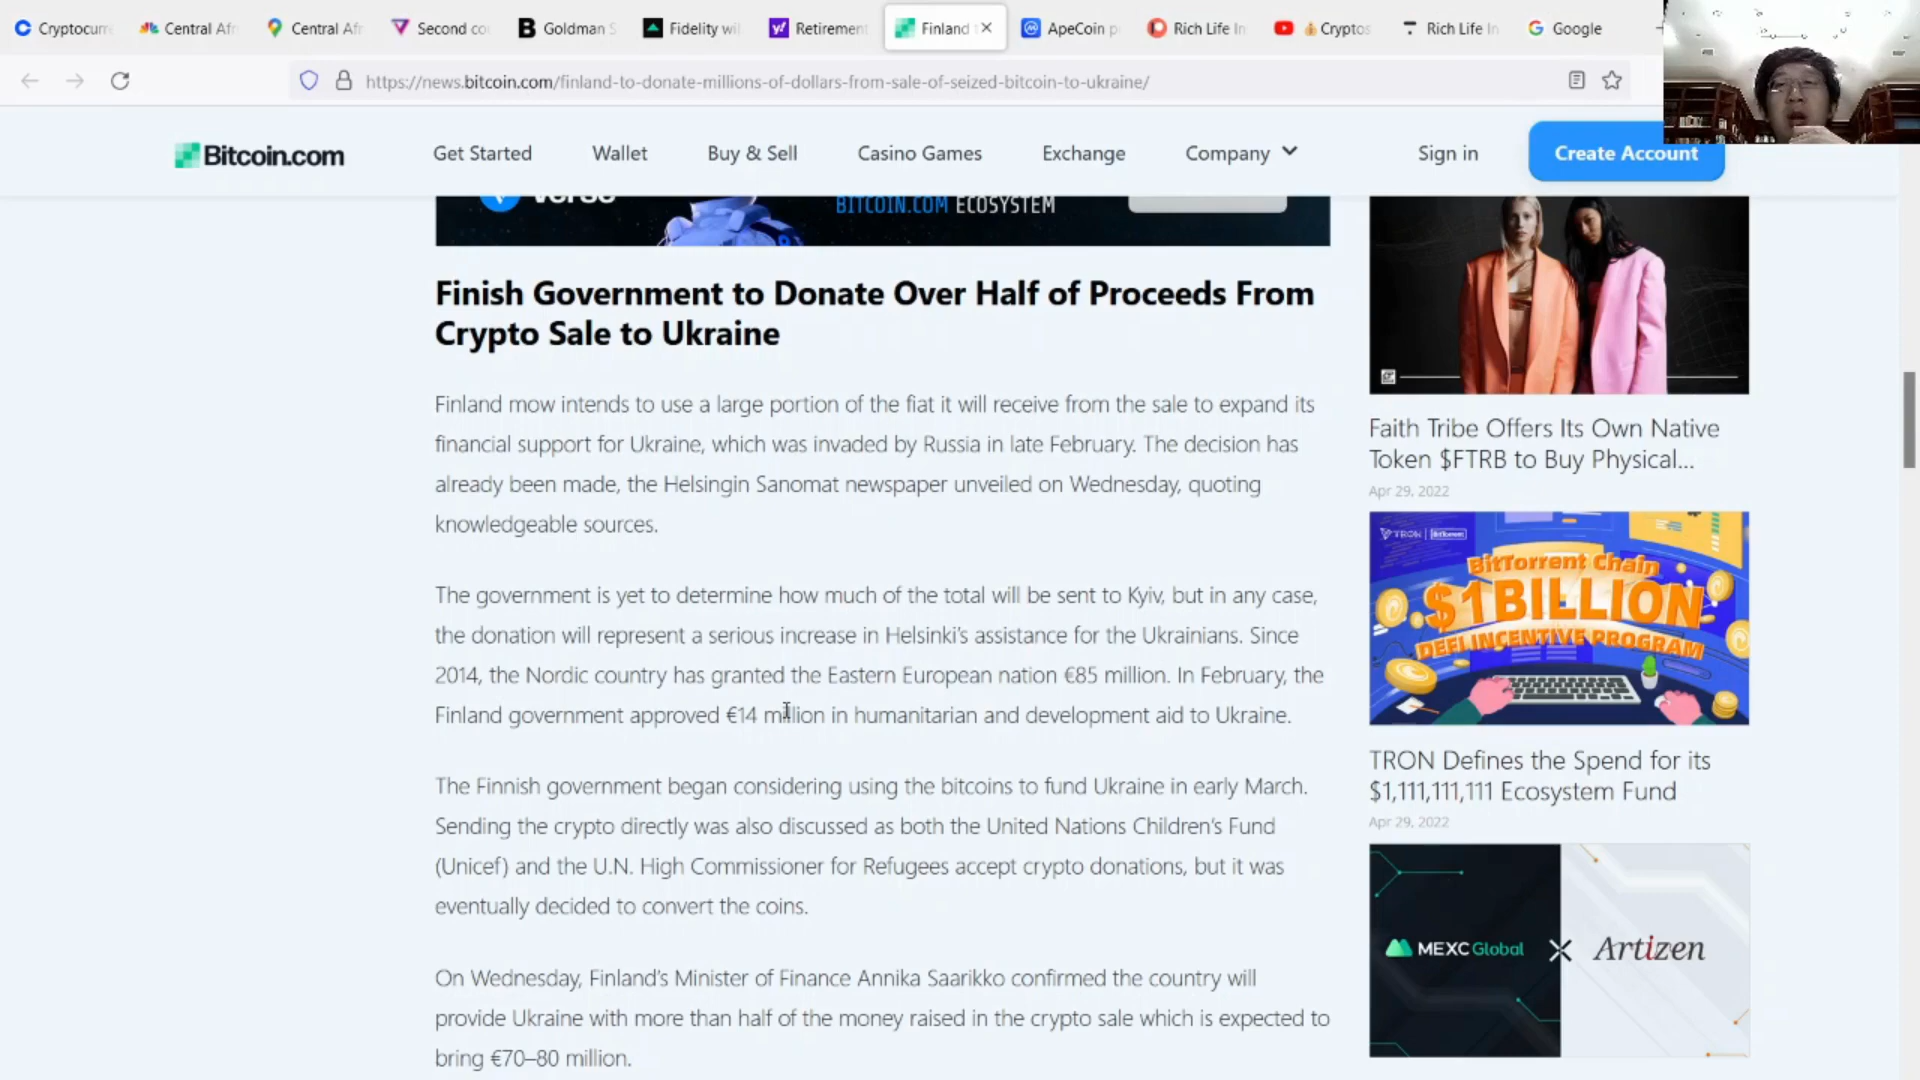 Cryptocurr
Central Afr
Central Afr
Second co
Goldman S
Fidelity wil
Retirement
Finland t
ApeCoin p
Rich Life In
Cryptos
Rich Life In
Google
https://news.bitcoin.com/finland-to-donate-millions-of-dollars-from-sale-of-seized-bitcoin-to-ukraine/
Bitcoin.com
Get Started
Wallet
Buy & Sell
Casino Games
Exchange
Company
Sign in
Create Account
BITCOIN.COM ECOSYSTEM
Finish Government to Donate Over Half of Proceeds From
Crypto Sale to Ukraine
Finland mow intends to use a large portion of the fiat it will receive from the sale to expand its
financial support for Ukraine, which was invaded by Russia in late February. The decision has
already been made, the Helsingin Sanomat newspaper unveiled on Wednesday, quoting
knowledgeable sources.
The government is yet to determine how much of the total will be sent to Kyiv, but in any case,
the donation will represent a serious increase in Helsinki's assistance for the Ukrainians. Since
2014, the Nordic country has granted the Eastern European nation €85 million. In February, the
Finland government approved €14 million in humanitarian and development aid to Ukraine.
The Finnish government began considering using the bitcoins to fund Ukraine in early March.
Sending the crypto directly was also discussed as both the United Nations Children's Fund
(Unicef) and the U.N. High Commissioner for Refugees accept crypto donations, but it was
eventually decided to convert the coins.
On Wednesday, Finland's Minister of Finance Annika Saarikko confirmed the country will
provide Ukraine with more than half of the money raised in the crypto sale which is expected to
bring €70–80 million.
Faith Tribe Offers Its Own Native
Token $FTRB to Buy Physical...
Apr 29, 2022
TRON | BitTorrent
BitTorrent Chain
$1BILLION
DEFI INCENTIVE PROGRAM
TRON Defines the Spend for its
$1,111,111,111 Ecosystem Fund
Apr 29, 2022
MEXC Global X Artizen